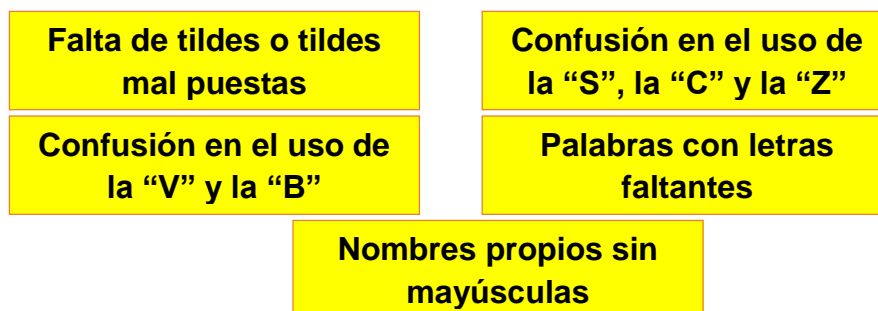 Falta de tildes o tildes
mal puestas
Confusión en el uso de
la “S”, la “C” y la “Z”
Confusión en el uso de
la “V” y la “B”
Palabras con letras
faltantes
Nombres propios sin
mayúsculas